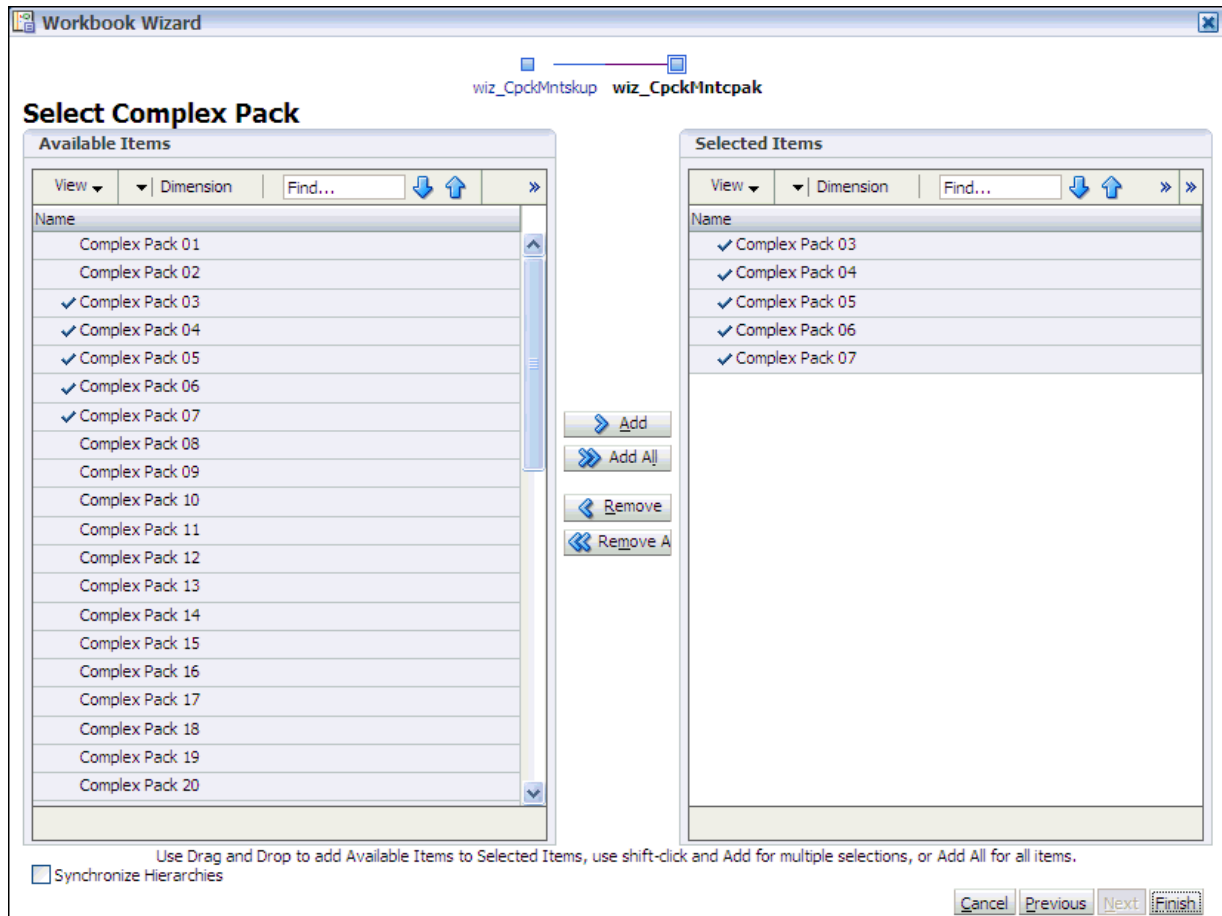 Workbook Wizard
wiz_CpckMntskup wiz_CpckMntcpak
Select Complex Pack
Available Items
View Dimension Find... »
Name
Complex Pack 01
Complex Pack 02
Complex Pack 03
Complex Pack 04
Complex Pack 05
Complex Pack 06
Complex Pack 07
Complex Pack 08
Complex Pack 09
Complex Pack 10
Complex Pack 11
Complex Pack 12
Complex Pack 13
Complex Pack 14
Complex Pack 15
Complex Pack 16
Complex Pack 17
Complex Pack 18
Complex Pack 19
Complex Pack 20
Add
Add All
Remove
Remove A
Selected Items
View Dimension Find... » »
Name
Complex Pack 03
Complex Pack 04
Complex Pack 05
Complex Pack 06
Complex Pack 07
Use Drag and Drop to add Available Items to Selected Items, use shift-click and Add for multiple selections, or Add All for all items.
Synchronize Hierarchies
Cancel Previous Next Finish